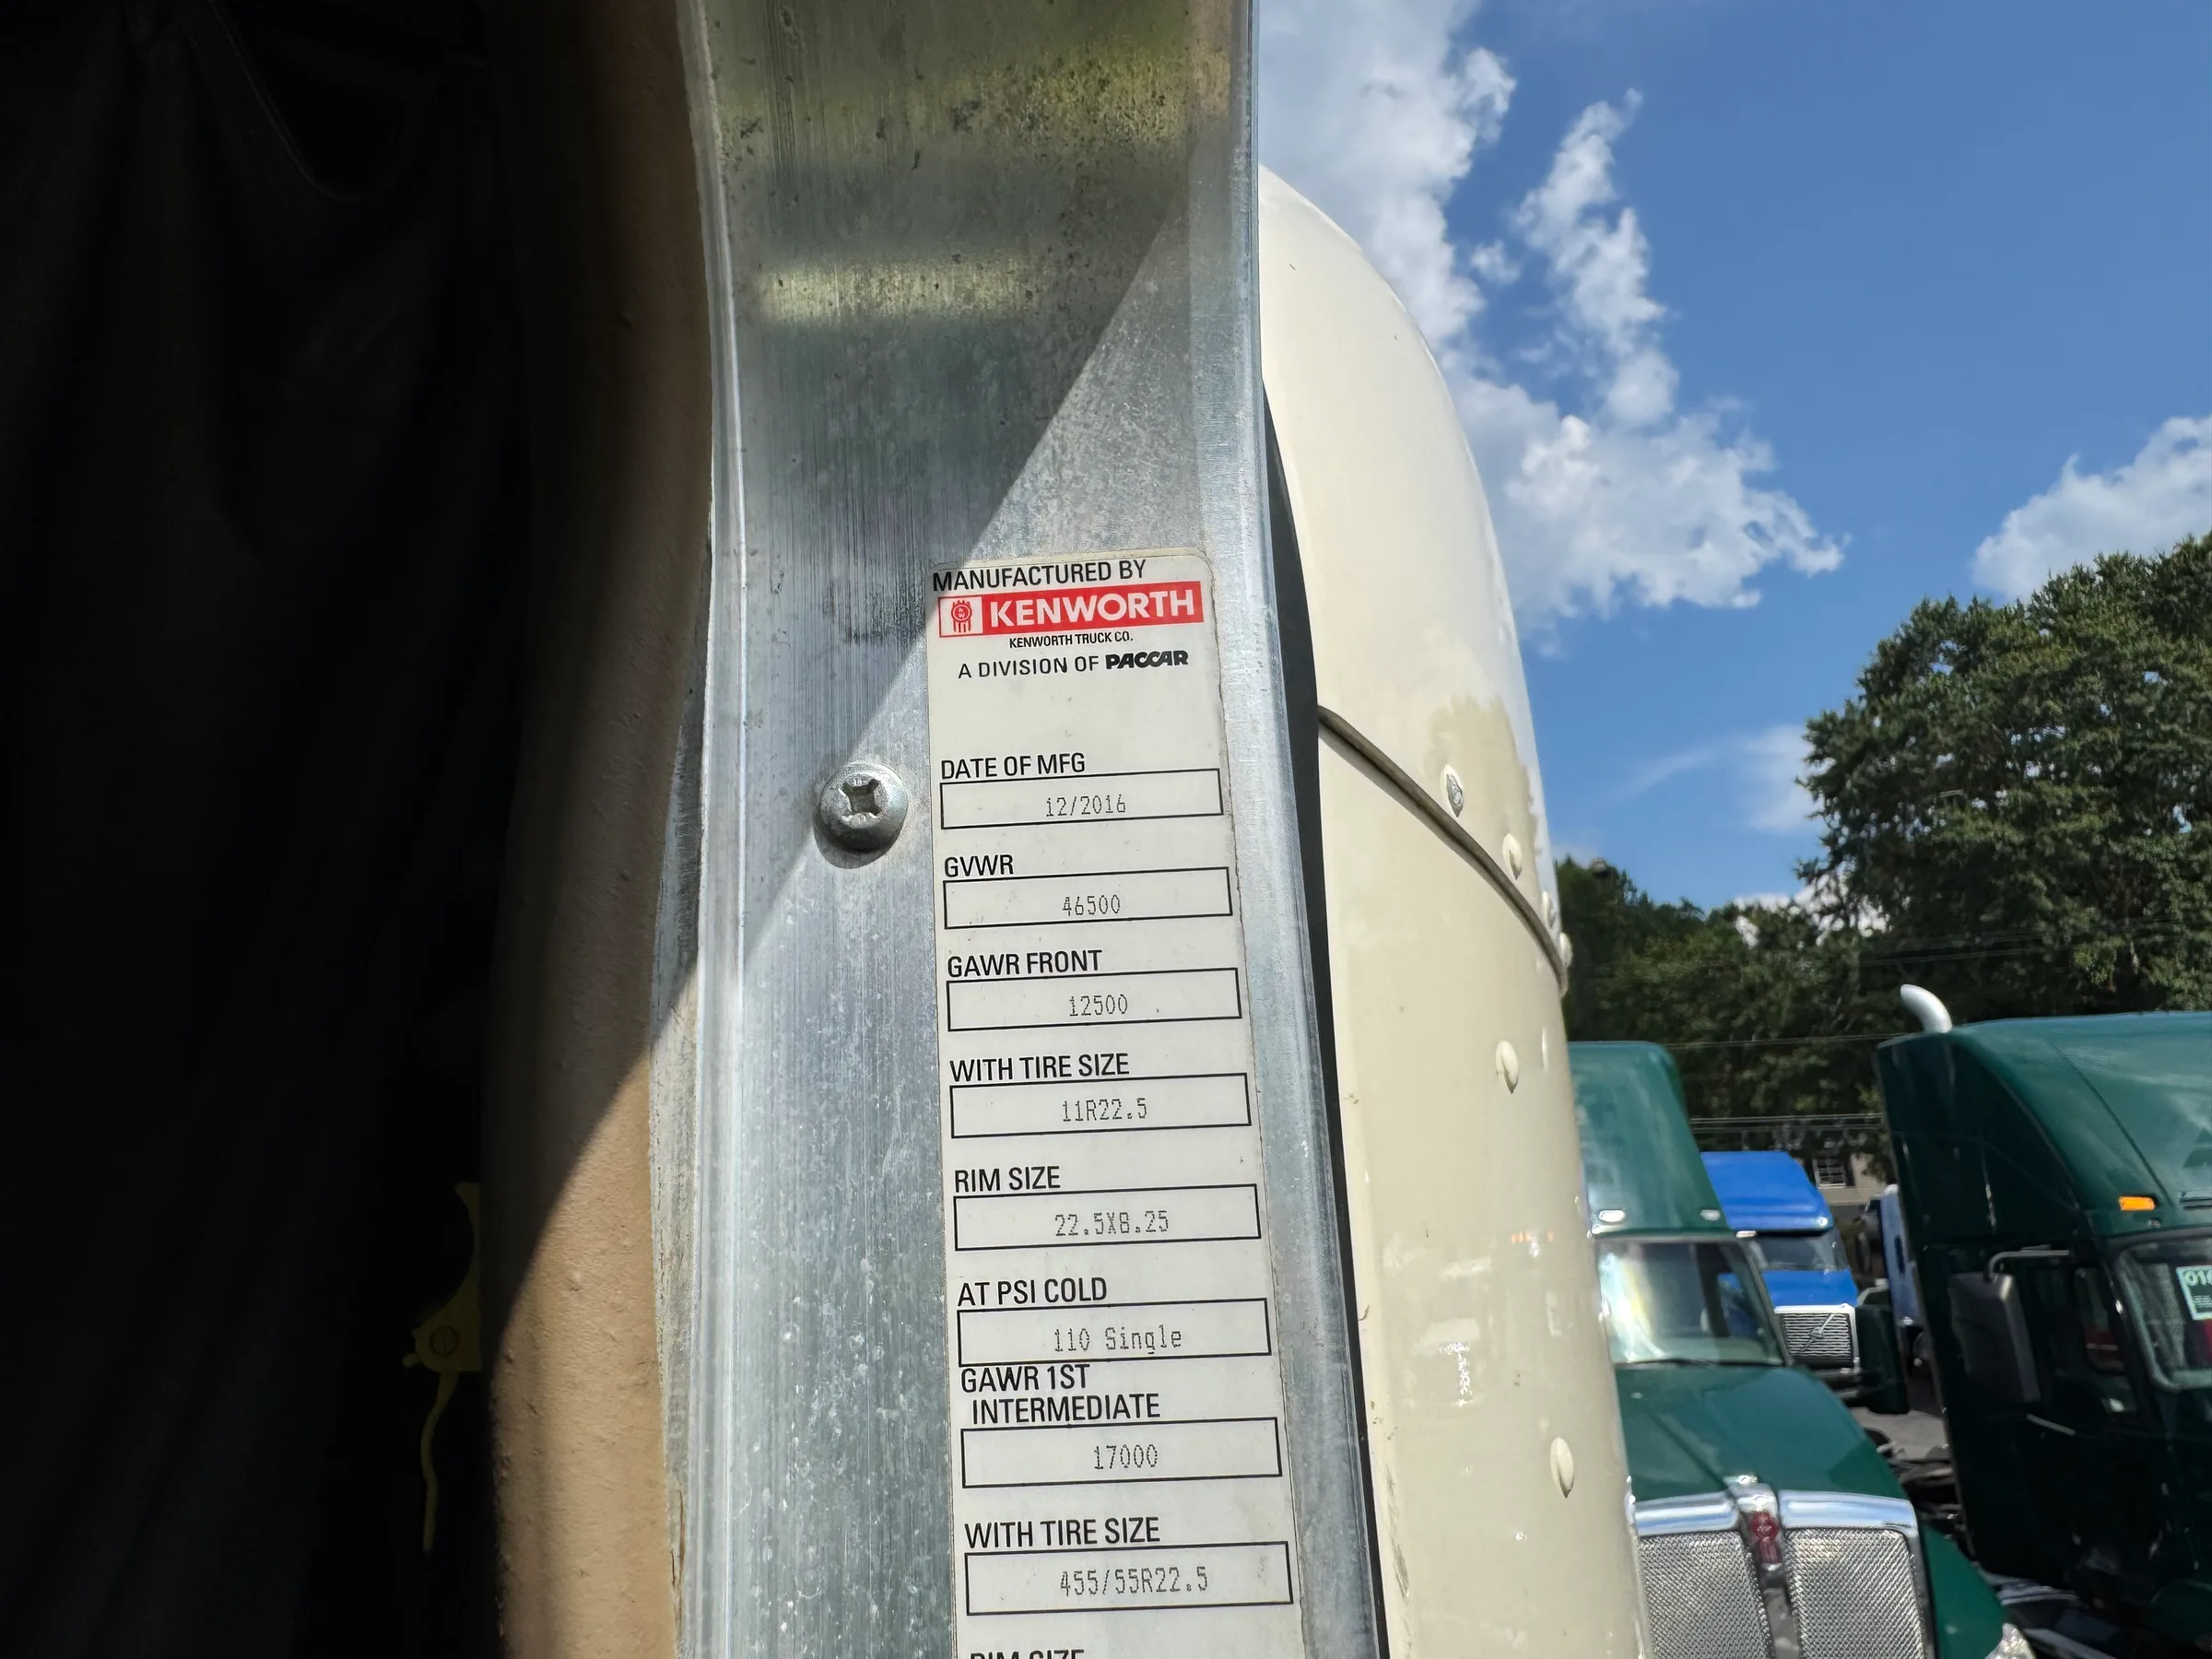 MANUFACTURED BY
KENWORTH
KENWORTH TRUCK CO.
A DIVISION OF PACCAR
DATE OF MFG
12/2016
GVWR
46500
GAWR FRONT
12500
WITH TIRE SIZE
11R22.5
RIM SIZE
22.5X8.25
AT PSI COLD
110 Single
GAWR 1ST
INTERMEDIATE
17000
WITH TIRE SIZE
455/55R22.5
RIM SIZE